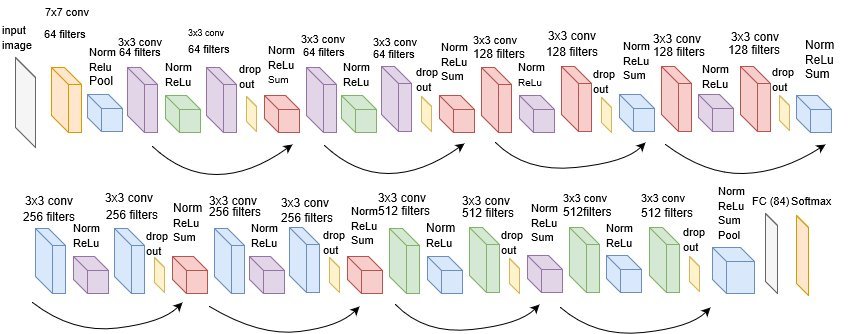 input
image
7x7 conv
64 filters
Norm
Relu
Pool
3x3 conv
64 filters
Norm
ReLu
3x3 conv
64 filters
drop
out
Norm
ReLu
Sum
3x3 conv
64 filters
Norm
ReLu
3x3 conv
64 filters
drop
out
Norm
ReLu
Sum
3x3 conv
128 filters
Norm
ReLu
3x3 conv
128 filters
drop
out
Norm
ReLu
Sum
3x3 conv
128 filters
Norm
ReLu
3x3 conv
128 filters
drop
out
Norm
ReLu
Sum
3x3 conv
256 filters
Norm
ReLu
3x3 conv
256 filters
drop
out
Norm
ReLu
Sum
3x3 conv
256 filters
Norm
ReLu
3x3 conv
256 filters
drop
out
Norm
ReLu
Sum
3x3 conv
512 filters
Norm
ReLu
3x3 conv
512 filters
drop
out
Norm
ReLu
Sum
3x3 conv
512filters
Norm
ReLu
3x3 conv
512 filters
drop
out
Norm
ReLu
Sum
Pool
FC (84)
Softmax